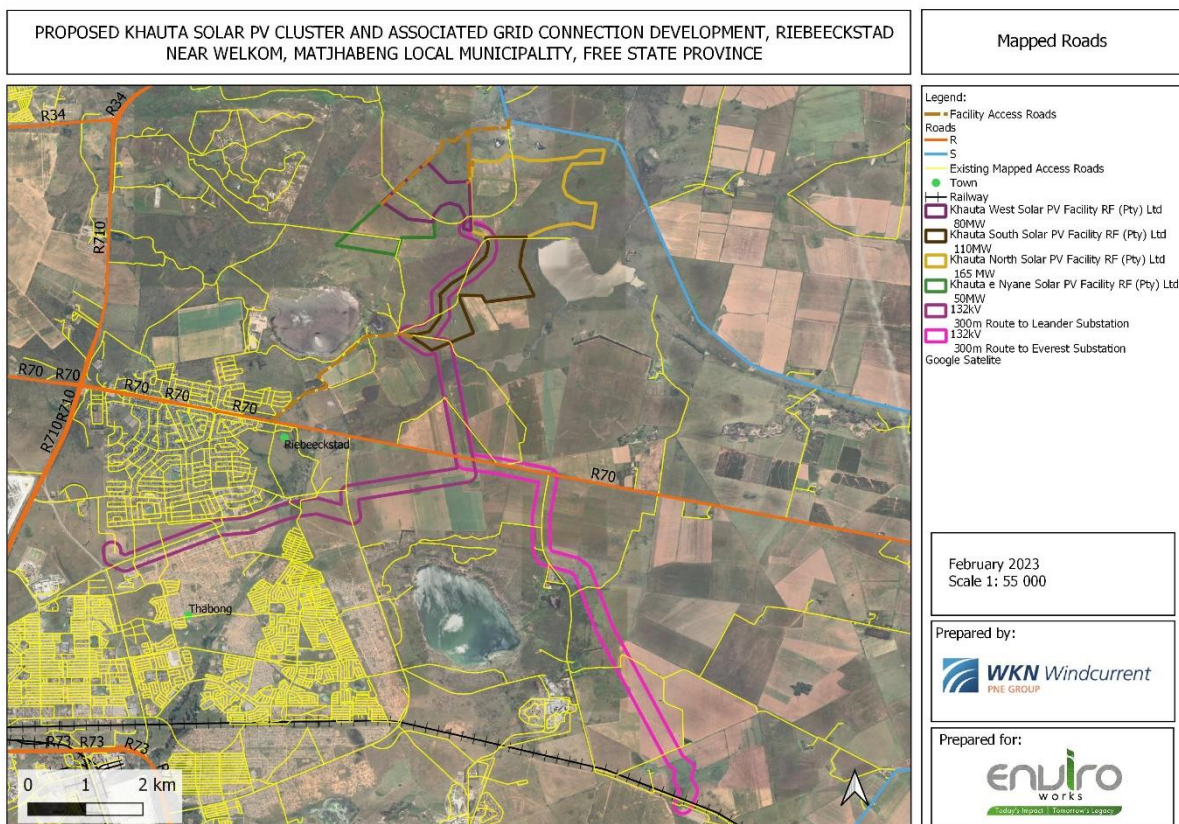 PROPOSED KHAUTA SOLAR PV CLUSTER AND ASSOCIATED GRID CONNECTION DEVELOPMENT, RIEBEECKSTAD
NEAR WELKOM, MATJHABENG LOCAL MUNICIPALITY, FREE STATE PROVINCE
Mapped Roads
Legend:
Facility Access Roads
Roads
R
S
Existing Mapped Access Roads
Town
Railway
Khauta West Solar PV Facility RF (Pty) Ltd
80MW
Khauta South Solar PV Facility RF (Pty) Ltd
110MW
Khauta North Solar PV Facility RF (Pty) Ltd
165 MW
Khauta e Nyane Solar PV Facility RF (Pty) Ltd
50MW
132kV
300m Route to Leander Substation
132kV
300m Route to Everest Substation
Google Satelite
R34
R34
R710
R70 R70
R70
R70
R710
R710
Riebeeckstad
R70
Thabong
R73 R73 R73
R73
0 1 2 km
February 2023
Scale 1: 55 000
Prepared by:
WKN Windcurrent
PNE GROUP
Prepared for:
enviro
works
Today's Impact | Tomorrow's Legacy